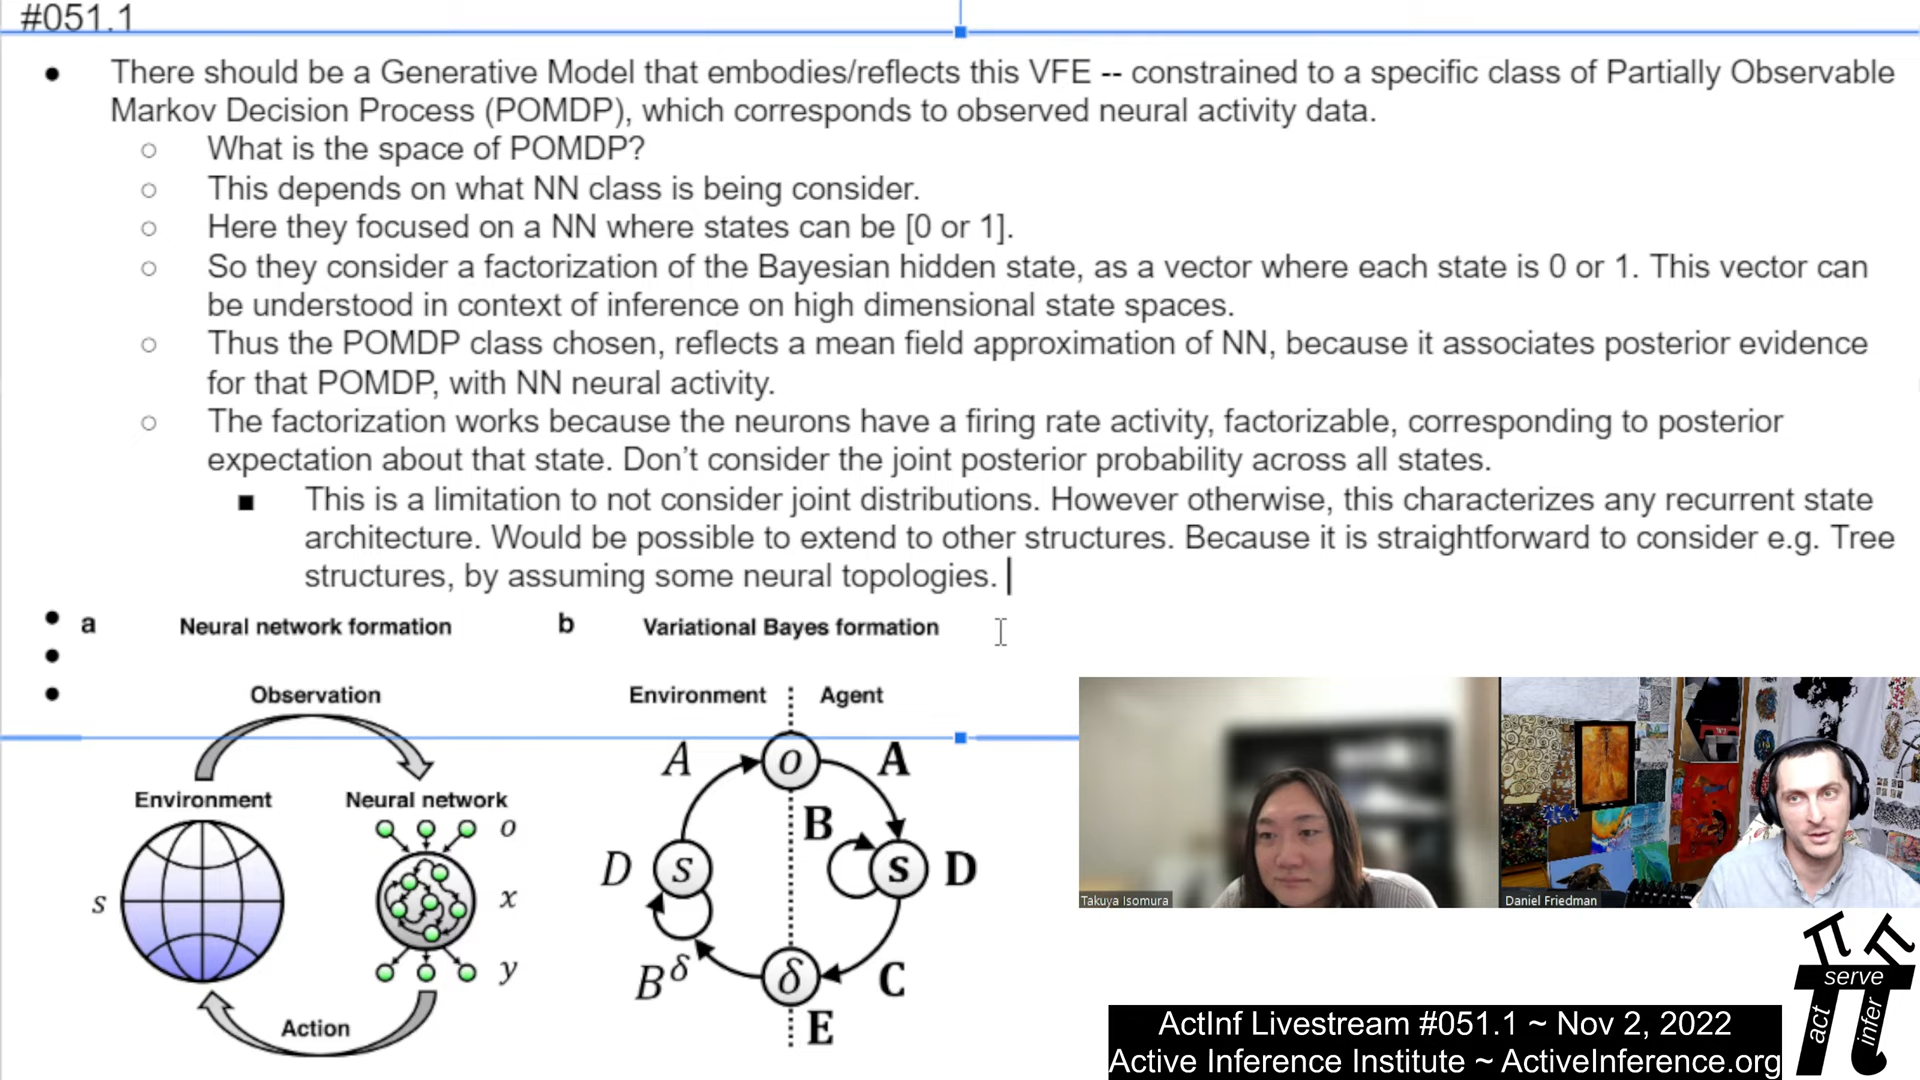 #051.1
● There should be a Generative Model that embodies/reflects this VFE -- constrained to a specific class of Partially Observable
Markov Decision Process (POMDP), which corresponds to observed neural activity data.
○ What is the space of POMDP?
○ This depends on what NN class is being consider.
○ Here they focused on a NN where states can be [0 or 1].
○ So they consider a factorization of the Bayesian hidden state, as a vector where each state is 0 or 1. This vector can
be understood in context of inference on high dimensional state spaces.
○ Thus the POMDP class chosen, reflects a mean field approximation of NN, because it associates posterior evidence
for that POMDP, with NN neural activity.
○ The factorization works because the neurons have a firing rate activity, factorizable, corresponding to posterior
expectation about that state. Don't consider the joint posterior probability across all states.
■ This is a limitation to not consider joint distributions. However otherwise, this characterizes any recurrent state
architecture. Would be possible to extend to other structures. Because it is straightforward to consider e.g. Tree
structures, by assuming some neural topologies.
a Neural network formation
Observation
Environment Neural network
o
s
x
y
Action
b Variational Bayes formation
Environment Agent
A o A
B
D s s D
B^δ δ C
E
Takuya Isomura
Daniel Friedman
ActInf Livestream #051.1 ~ Nov 2, 2022
Active Inference Institute ~ ActiveInference.org
serve
act
infer